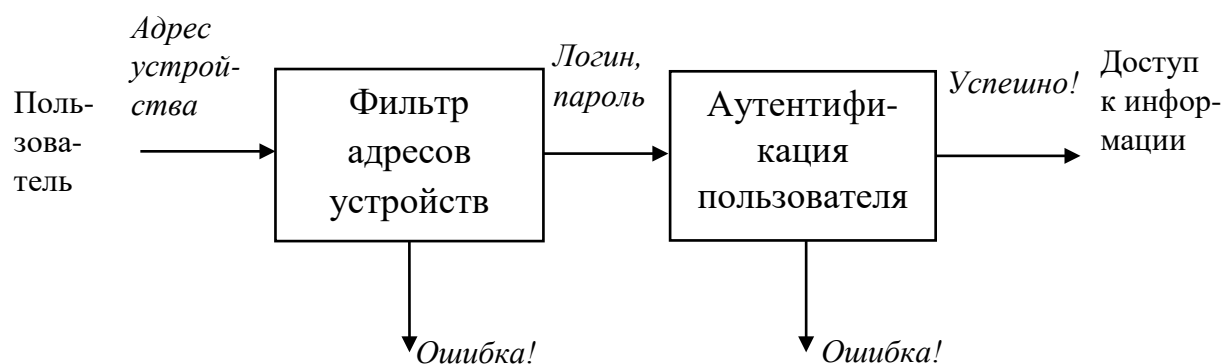 Поль-
зова-
тель
Адрес
устрой-
ства
Фильтр
адресов
устройств
Логин,
пароль
Аутентифи-
кация
пользователя
Успешно!
Доступ
к инфор-
мации
Ошибка!
Ошибка!